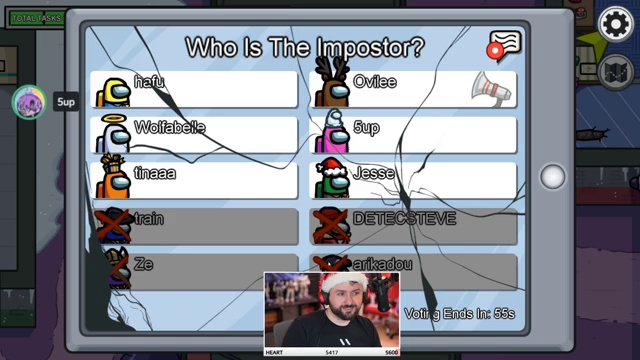 TOTAL TASKS
Who Is The Impostor?
hafu
Ovilee
5up
Wolfabelle
5up
tinaaa
Jesse
train
DETECSTEVE
Ze
arikadou
Voting Ends In: 55s
HEART 5417 5600